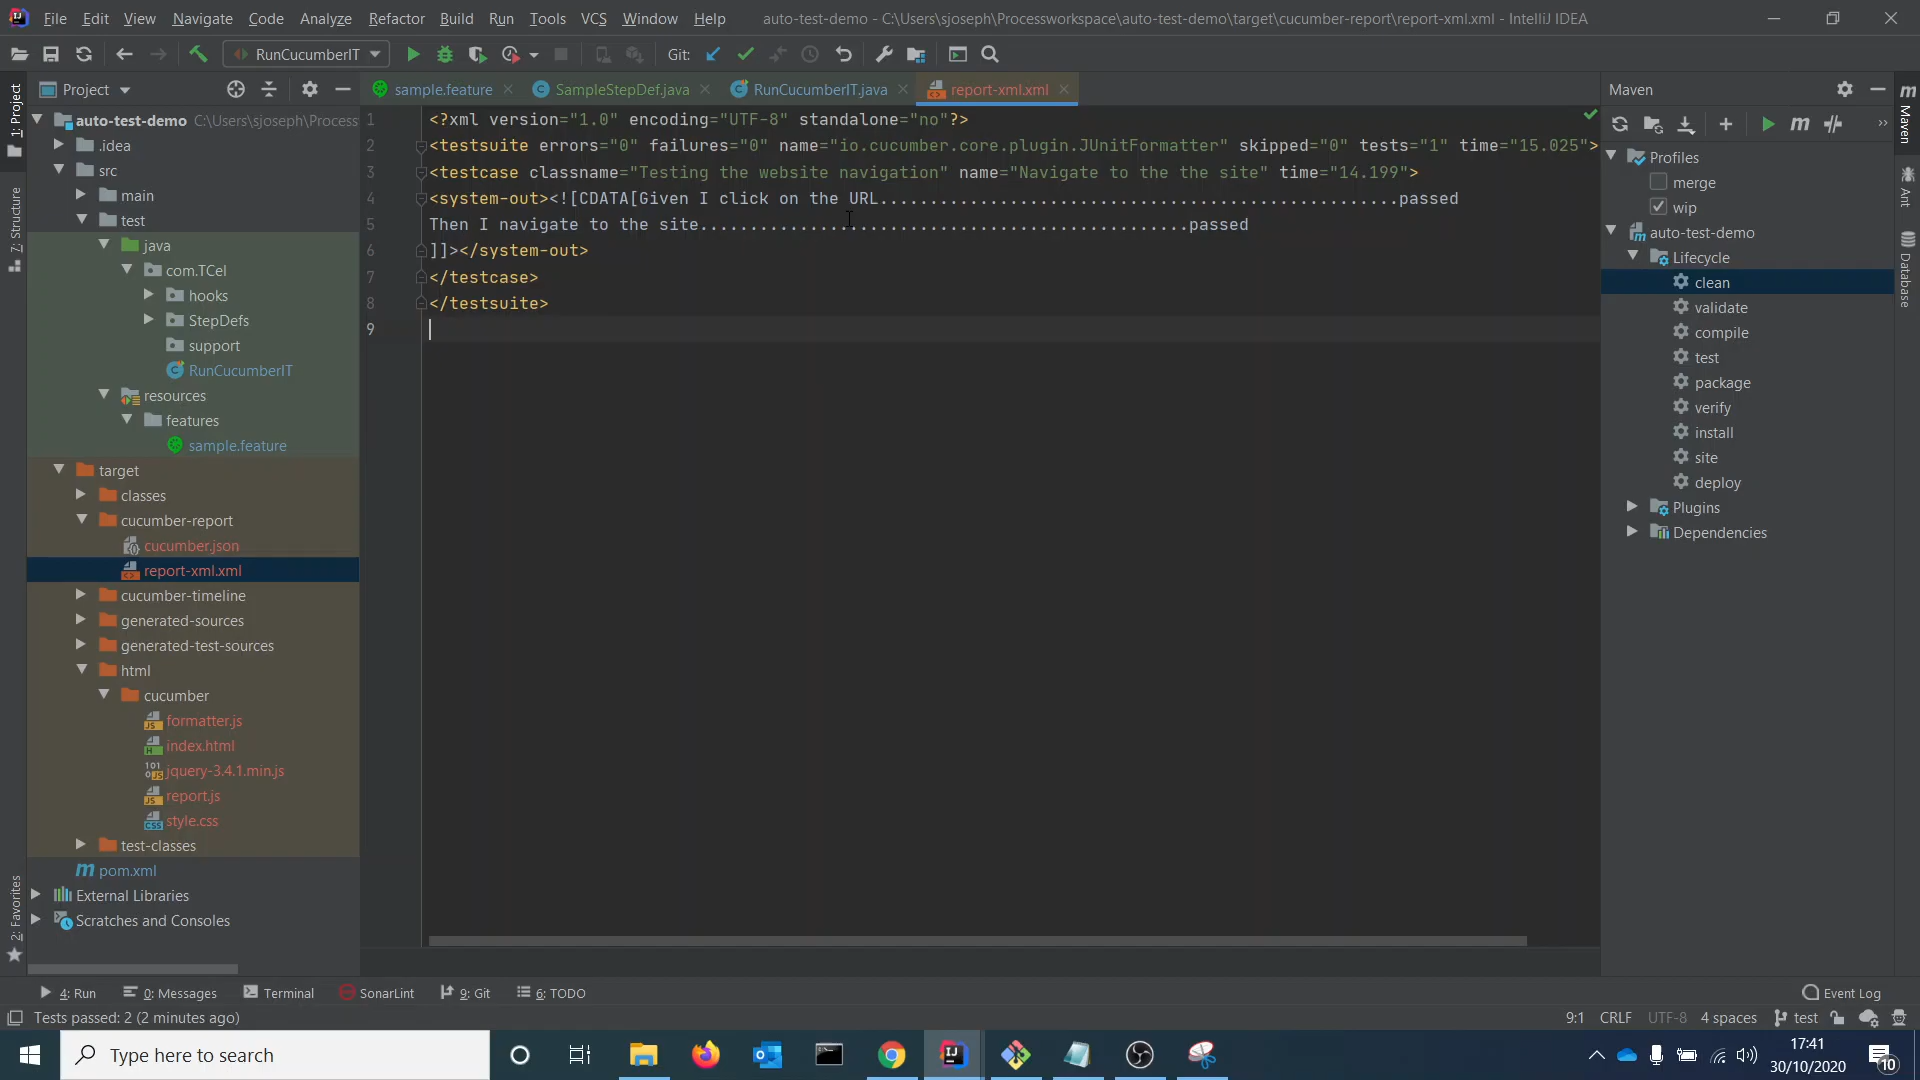 File Edit View Navigate Code Analyze Refactor Build Run Tools VCS Window Help auto-test-demo - C:\Users\sjoseph\Processworkspace\auto-test-demo\target\cucumber-report\report-xml.xml - IntelliJ IDEA
RunCucumberIT Git:
Project sample.feature SampleStepDef.java RunCucumberIT.java report-xml.xml Maven
1: Project
7: Structure
2: Favorites
auto-test-demo C:\Users\sjoseph\Process
.idea
src
main
test
java
com.TCel
hooks
StepDefs
support
RunCucumberIT
resources
features
sample.feature
target
classes
cucumber-report
cucumber.json
report-xml.xml
cucumber-timeline
generated-sources
generated-test-sources
html
cucumber
formatter.js
index.html
jquery-3.4.1.min.js
report.js
style.css
test-classes
pom.xml
External Libraries
Scratches and Consoles
1 <?xml version="1.0" encoding="UTF-8" standalone="no"?>
2 <testsuite errors="0" failures="0" name="io.cucumber.core.plugin.JUnitFormatter" skipped="0" tests="1" time="15.025">
3 <testcase classname="Testing the website navigation" name="Navigate to the the site" time="14.199">
4 <system-out><![CDATA[Given I click on the URL....................................................passed
5 Then I navigate to the site.................................................passed
6 ]]></system-out>
7 </testcase>
8 </testsuite>
9
Profiles
merge
wip
auto-test-demo
Lifecycle
clean
validate
compile
test
package
verify
install
site
deploy
Plugins
Dependencies
Maven
Ant
Database
4: Run 0: Messages Terminal SonarLint 9: Git 6: TODO Event Log
Tests passed: 2 (2 minutes ago) 9:1 CRLF UTF-8 4 spaces test
Type here to search
17:41
30/10/2020
10